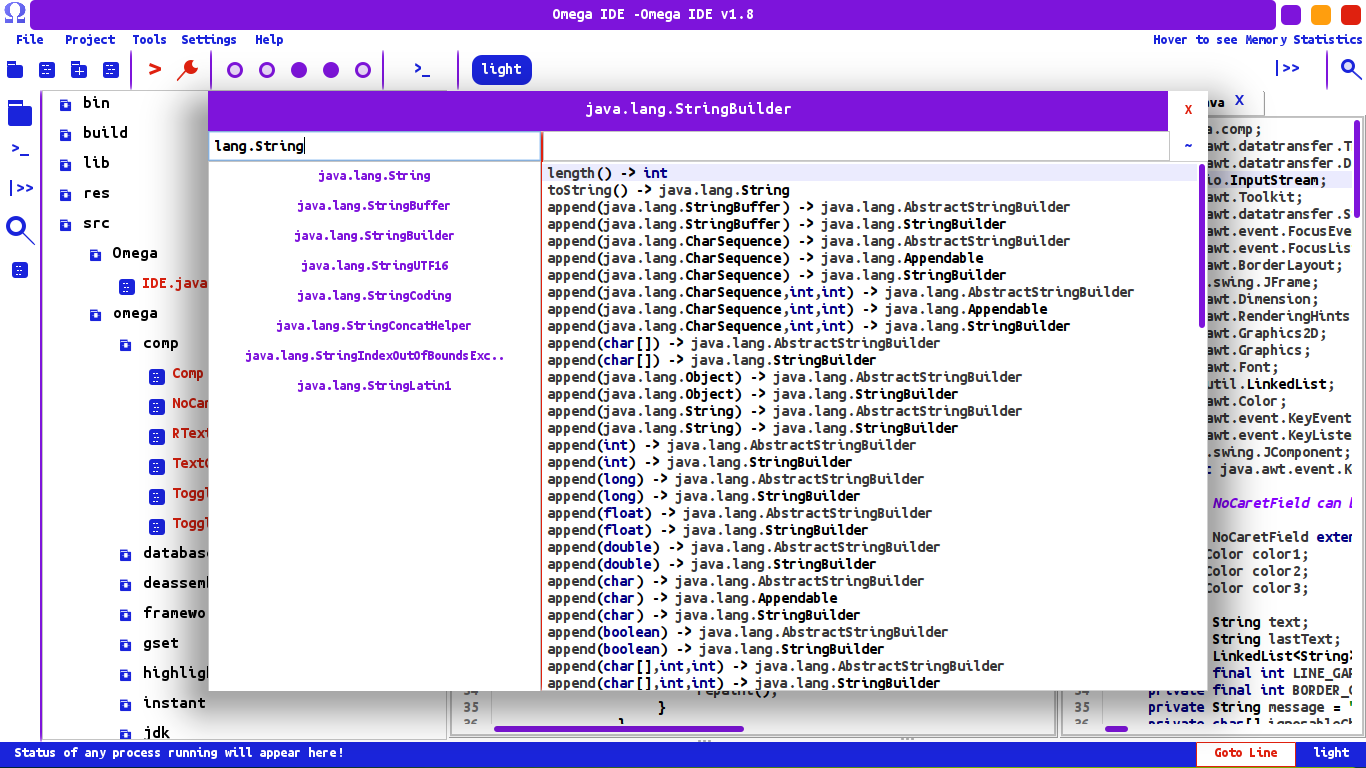 Omega IDE -Omega IDE v1.8
File Project Tools Settings Help
Hover to see Memory Statistics
>_
light
|>>
java.lang.StringBuilder
X
lang.String
~
java.lang.String
java.lang.StringBuffer
java.lang.StringBuilder
java.lang.StringUTF16
java.lang.StringCoding
java.lang.StringConcatHelper
java.lang.StringIndexOutOfBoundsExc..
java.lang.StringLatin1
length() -> int
toString() -> java.lang.String
append(java.lang.StringBuffer) -> java.lang.AbstractStringBuilder
append(java.lang.StringBuffer) -> java.lang.StringBuilder
append(java.lang.CharSequence) -> java.lang.AbstractStringBuilder
append(java.lang.CharSequence) -> java.lang.Appendable
append(java.lang.CharSequence) -> java.lang.StringBuilder
append(java.lang.CharSequence,int,int) -> java.lang.AbstractStringBuilder
append(java.lang.CharSequence,int,int) -> java.lang.Appendable
append(java.lang.CharSequence,int,int) -> java.lang.StringBuilder
append(char[]) -> java.lang.AbstractStringBuilder
append(char[]) -> java.lang.StringBuilder
append(java.lang.Object) -> java.lang.AbstractStringBuilder
append(java.lang.Object) -> java.lang.StringBuilder
append(java.lang.String) -> java.lang.AbstractStringBuilder
append(java.lang.String) -> java.lang.StringBuilder
append(int) -> java.lang.AbstractStringBuilder
append(int) -> java.lang.StringBuilder
append(long) -> java.lang.AbstractStringBuilder
append(long) -> java.lang.StringBuilder
append(float) -> java.lang.AbstractStringBuilder
append(float) -> java.lang.StringBuilder
append(double) -> java.lang.AbstractStringBuilder
append(double) -> java.lang.StringBuilder
append(char) -> java.lang.AbstractStringBuilder
append(char) -> java.lang.Appendable
append(char) -> java.lang.StringBuilder
append(boolean) -> java.lang.AbstractStringBuilder
append(boolean) -> java.lang.StringBuilder
append(char[],int,int) -> java.lang.AbstractStringBuilder
append(char[],int,int) -> java.lang.StringBuilder
bin
build
lib
res
src
Omega
IDE.java
omega
comp
Comp
NoCar
RText
TextC
Toggl
Toggl
database
deassemb
framewo
gset
highligh
instant
jdk
va X
a.comp;
awt.datatransfer.T
awt.datatransfer.D
io.InputStream;
awt.Toolkit;
awt.datatransfer.S
awt.event.FocusEve
awt.event.FocusLis
awt.BorderLayout;
.swing.JFrame;
awt.Dimension;
awt.RenderingHints
awt.Graphics2D;
awt.Graphics;
awt.Font;
util.LinkedList;
awt.Color;
awt.event.KeyEvent
awt.event.KeyListe
.swing.JComponent;
t java.awt.event.K
NoCaretField can b
NoCaretField exten
Color color1;
Color color2;
Color color3;
String text;
String lastText;
LinkedList<String>
final int LINE_GAP
34 private final int BORDER_G
35 private String message = "
36 private char[] ignorableCh
34 repaint();
35 }
36 }
Status of any process running will appear here!
Goto Line
light